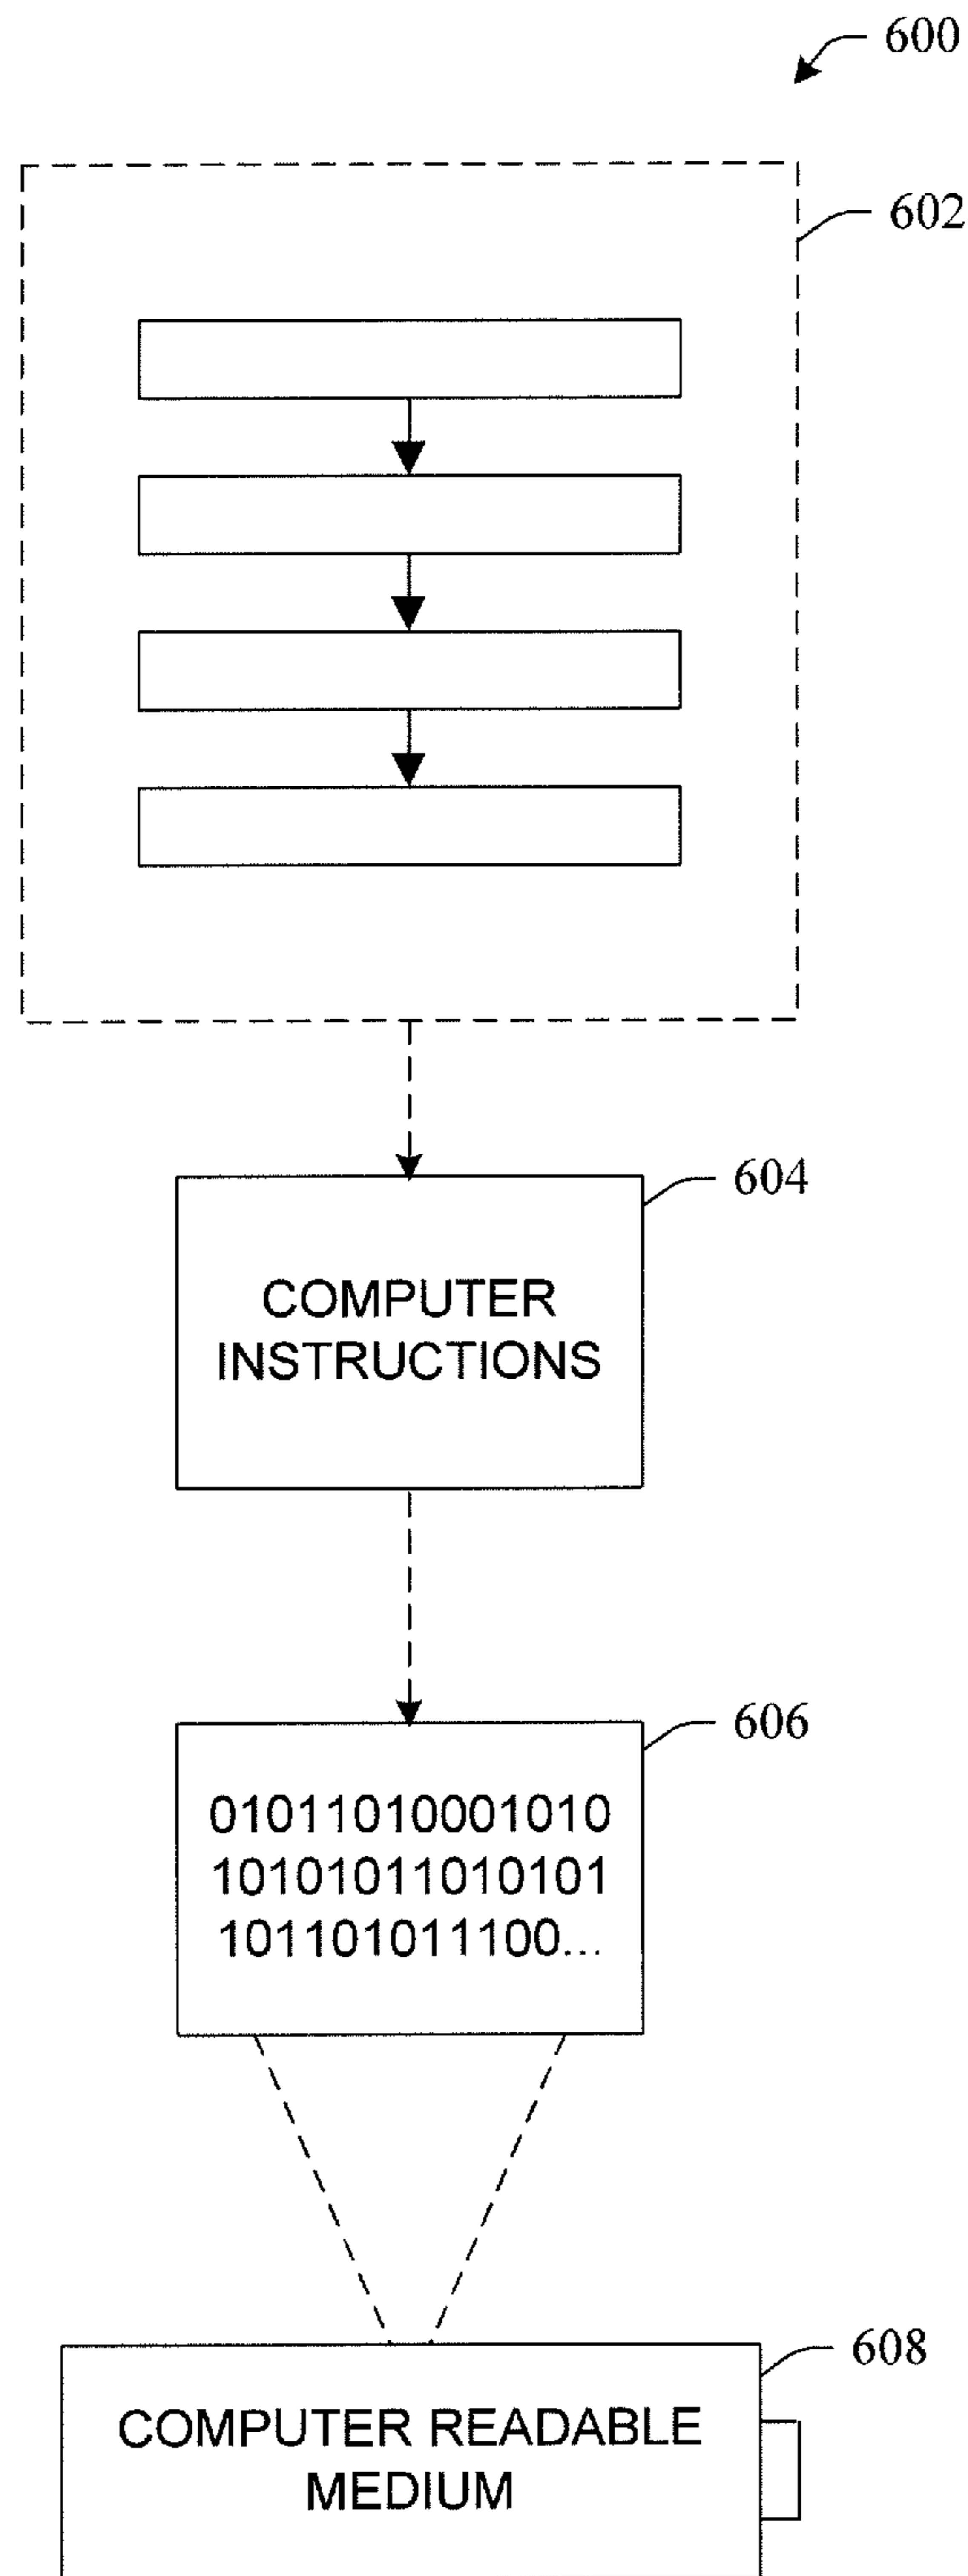 600
602
604
COMPUTER
INSTRUCTIONS
606
01011010001010
10101011010101
101101011100...
608
COMPUTER READABLE
MEDIUM